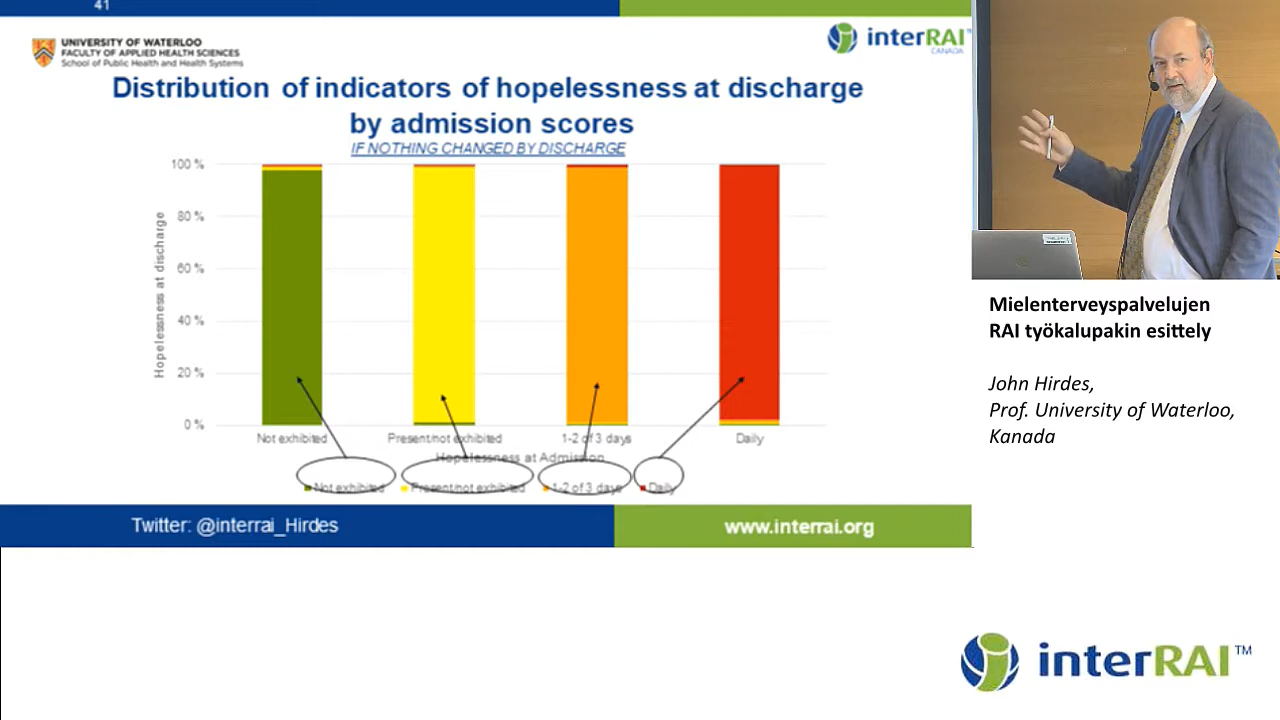 41
UNIVERSITY OF WATERLOO
FACULTY OF APPLIED HEALTH SCIENCES
School of Public Health and Health Systems
interRAI
CANADA
Distribution of indicators of hopelessness at discharge
by admission scores
IF NOTHING CHANGED BY DISCHARGE
100 %
80 %
60 %
40 %
20 %
0 %
Hopelessness at discharge
Not exhibited
Present/not exhibited
1-2 of 3 days
Daily
Hopelessness at Admission
Not exhibited
Present/not exhibited
1-2 of 3 days
Daily
Twitter: @interrai_Hirdes
www.interrai.org
Mielenterveyspalvelujen
RAI työkalupakin esittely
John Hirdes,
Prof. University of Waterloo,
Kanada
interRAI™